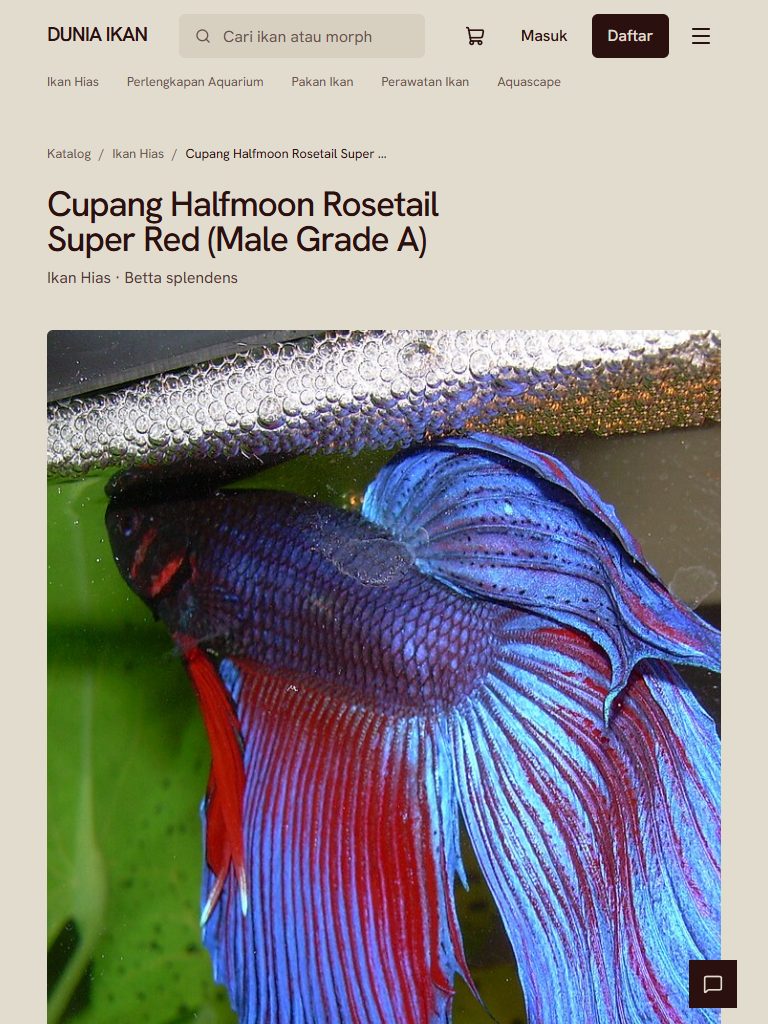 DUNIA IKAN
Cari ikan atau morph
Masuk
Daftar
Ikan Hias
Perlengkapan Aquarium
Pakan Ikan
Perawatan Ikan
Aquascape
Katalog / Ikan Hias / Cupang Halfmoon Rosetail Super ...
Cupang Halfmoon Rosetail
Super Red (Male Grade A)
Ikan Hias · Betta splendens